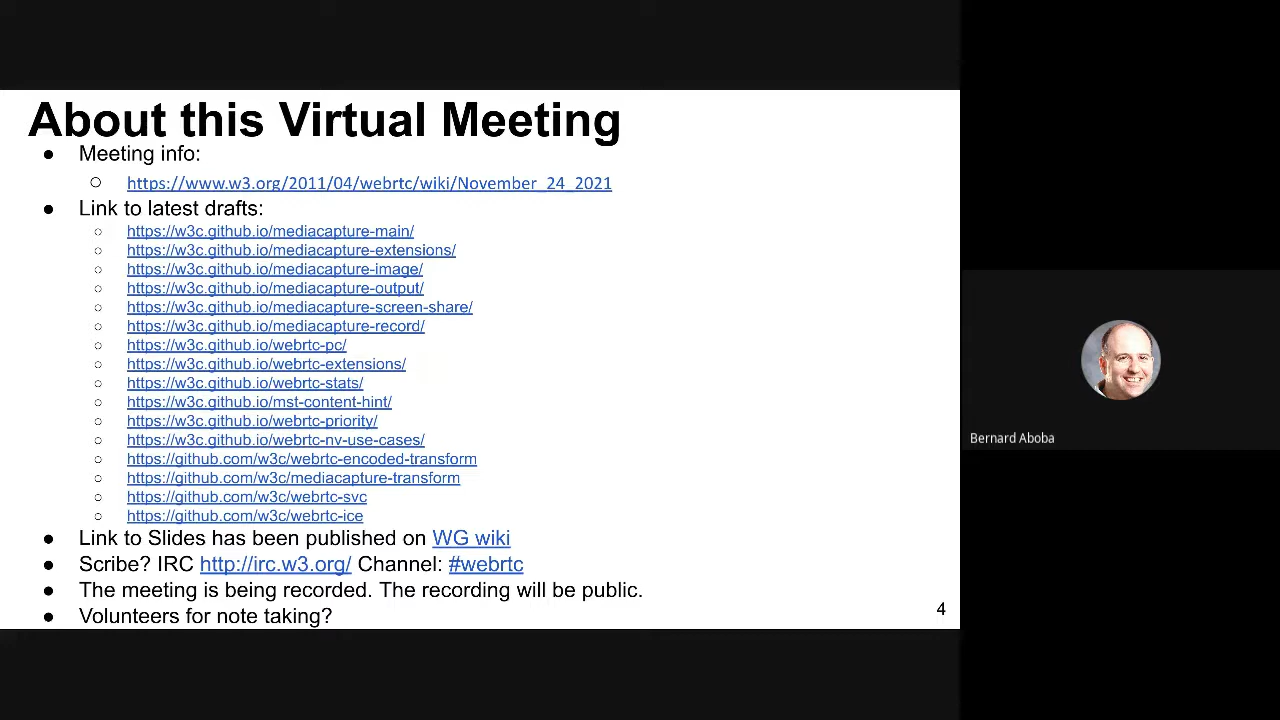 About this Virtual Meeting
● Meeting info:
○ https://www.w3.org/2011/04/webrtc/wiki/November_24_2021
● Link to latest drafts:
○ https://w3c.github.io/mediacapture-main/
○ https://w3c.github.io/mediacapture-extensions/
○ https://w3c.github.io/mediacapture-image/
○ https://w3c.github.io/mediacapture-output/
○ https://w3c.github.io/mediacapture-screen-share/
○ https://w3c.github.io/mediacapture-record/
○ https://w3c.github.io/webrtc-pc/
○ https://w3c.github.io/webrtc-extensions/
○ https://w3c.github.io/webrtc-stats/
○ https://w3c.github.io/mst-content-hint/
○ https://w3c.github.io/webrtc-priority/
○ https://w3c.github.io/webrtc-nv-use-cases/
○ https://github.com/w3c/webrtc-encoded-transform
○ https://github.com/w3c/mediacapture-transform
○ https://github.com/w3c/webrtc-svc
○ https://github.com/w3c/webrtc-ice
● Link to Slides has been published on WG wiki
● Scribe? IRC http://irc.w3.org/ Channel: #webrtc
● The meeting is being recorded. The recording will be public.
● Volunteers for note taking?
4
Bernard Aboba